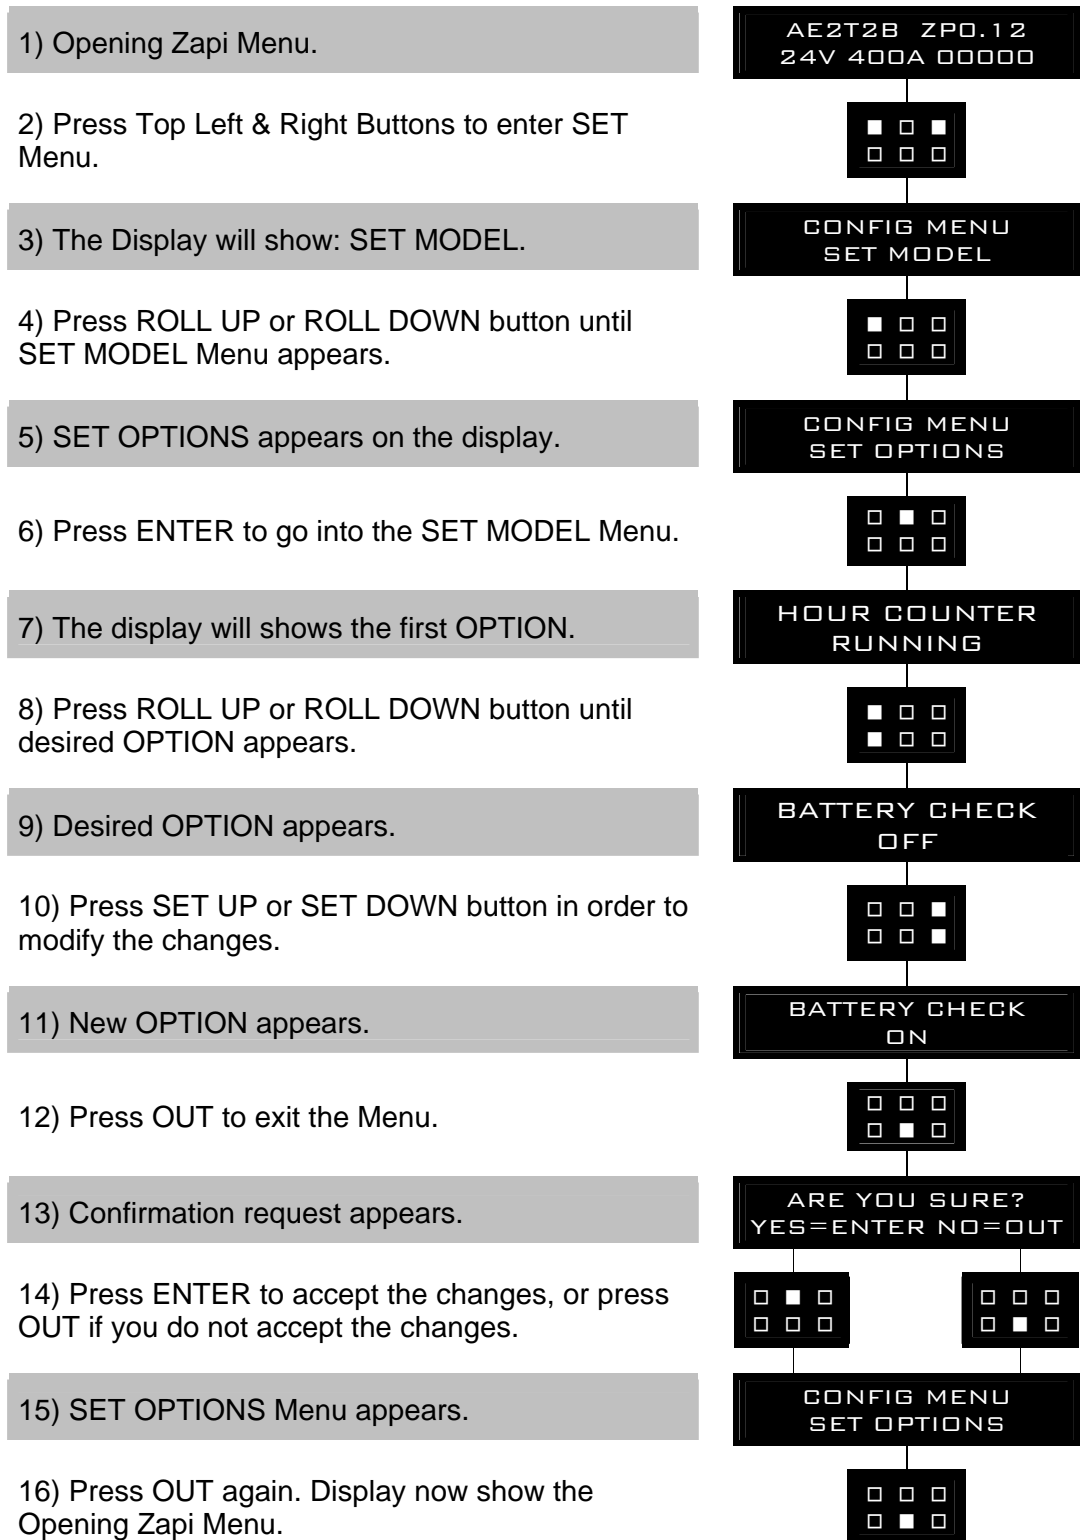 1) Opening Zapi Menu.
AE2T2B ZP0.12
24V 400A 00000
2) Press Top Left & Right Buttons to enter SET
Menu.
3) The Display will show: SET MODEL.
CONFIG MENU
SET MODEL
4) Press ROLL UP or ROLL DOWN button until
SET MODEL Menu appears.
5) SET OPTIONS appears on the display.
CONFIG MENU
SET OPTIONS
6) Press ENTER to go into the SET MODEL Menu.
7) The display will shows the first OPTION.
HOUR COUNTER
RUNNING
8) Press ROLL UP or ROLL DOWN button until
desired OPTION appears.
9) Desired OPTION appears.
BATTERY CHECK
OFF
10) Press SET UP or SET DOWN button in order to
modify the changes.
11) New OPTION appears.
BATTERY CHECK
ON
12) Press OUT to exit the Menu.
13) Confirmation request appears.
ARE YOU SURE?
YES=ENTER NO=OUT
14) Press ENTER to accept the changes, or press
OUT if you do not accept the changes.
15) SET OPTIONS Menu appears.
CONFIG MENU
SET OPTIONS
16) Press OUT again. Display now show the
Opening Zapi Menu.